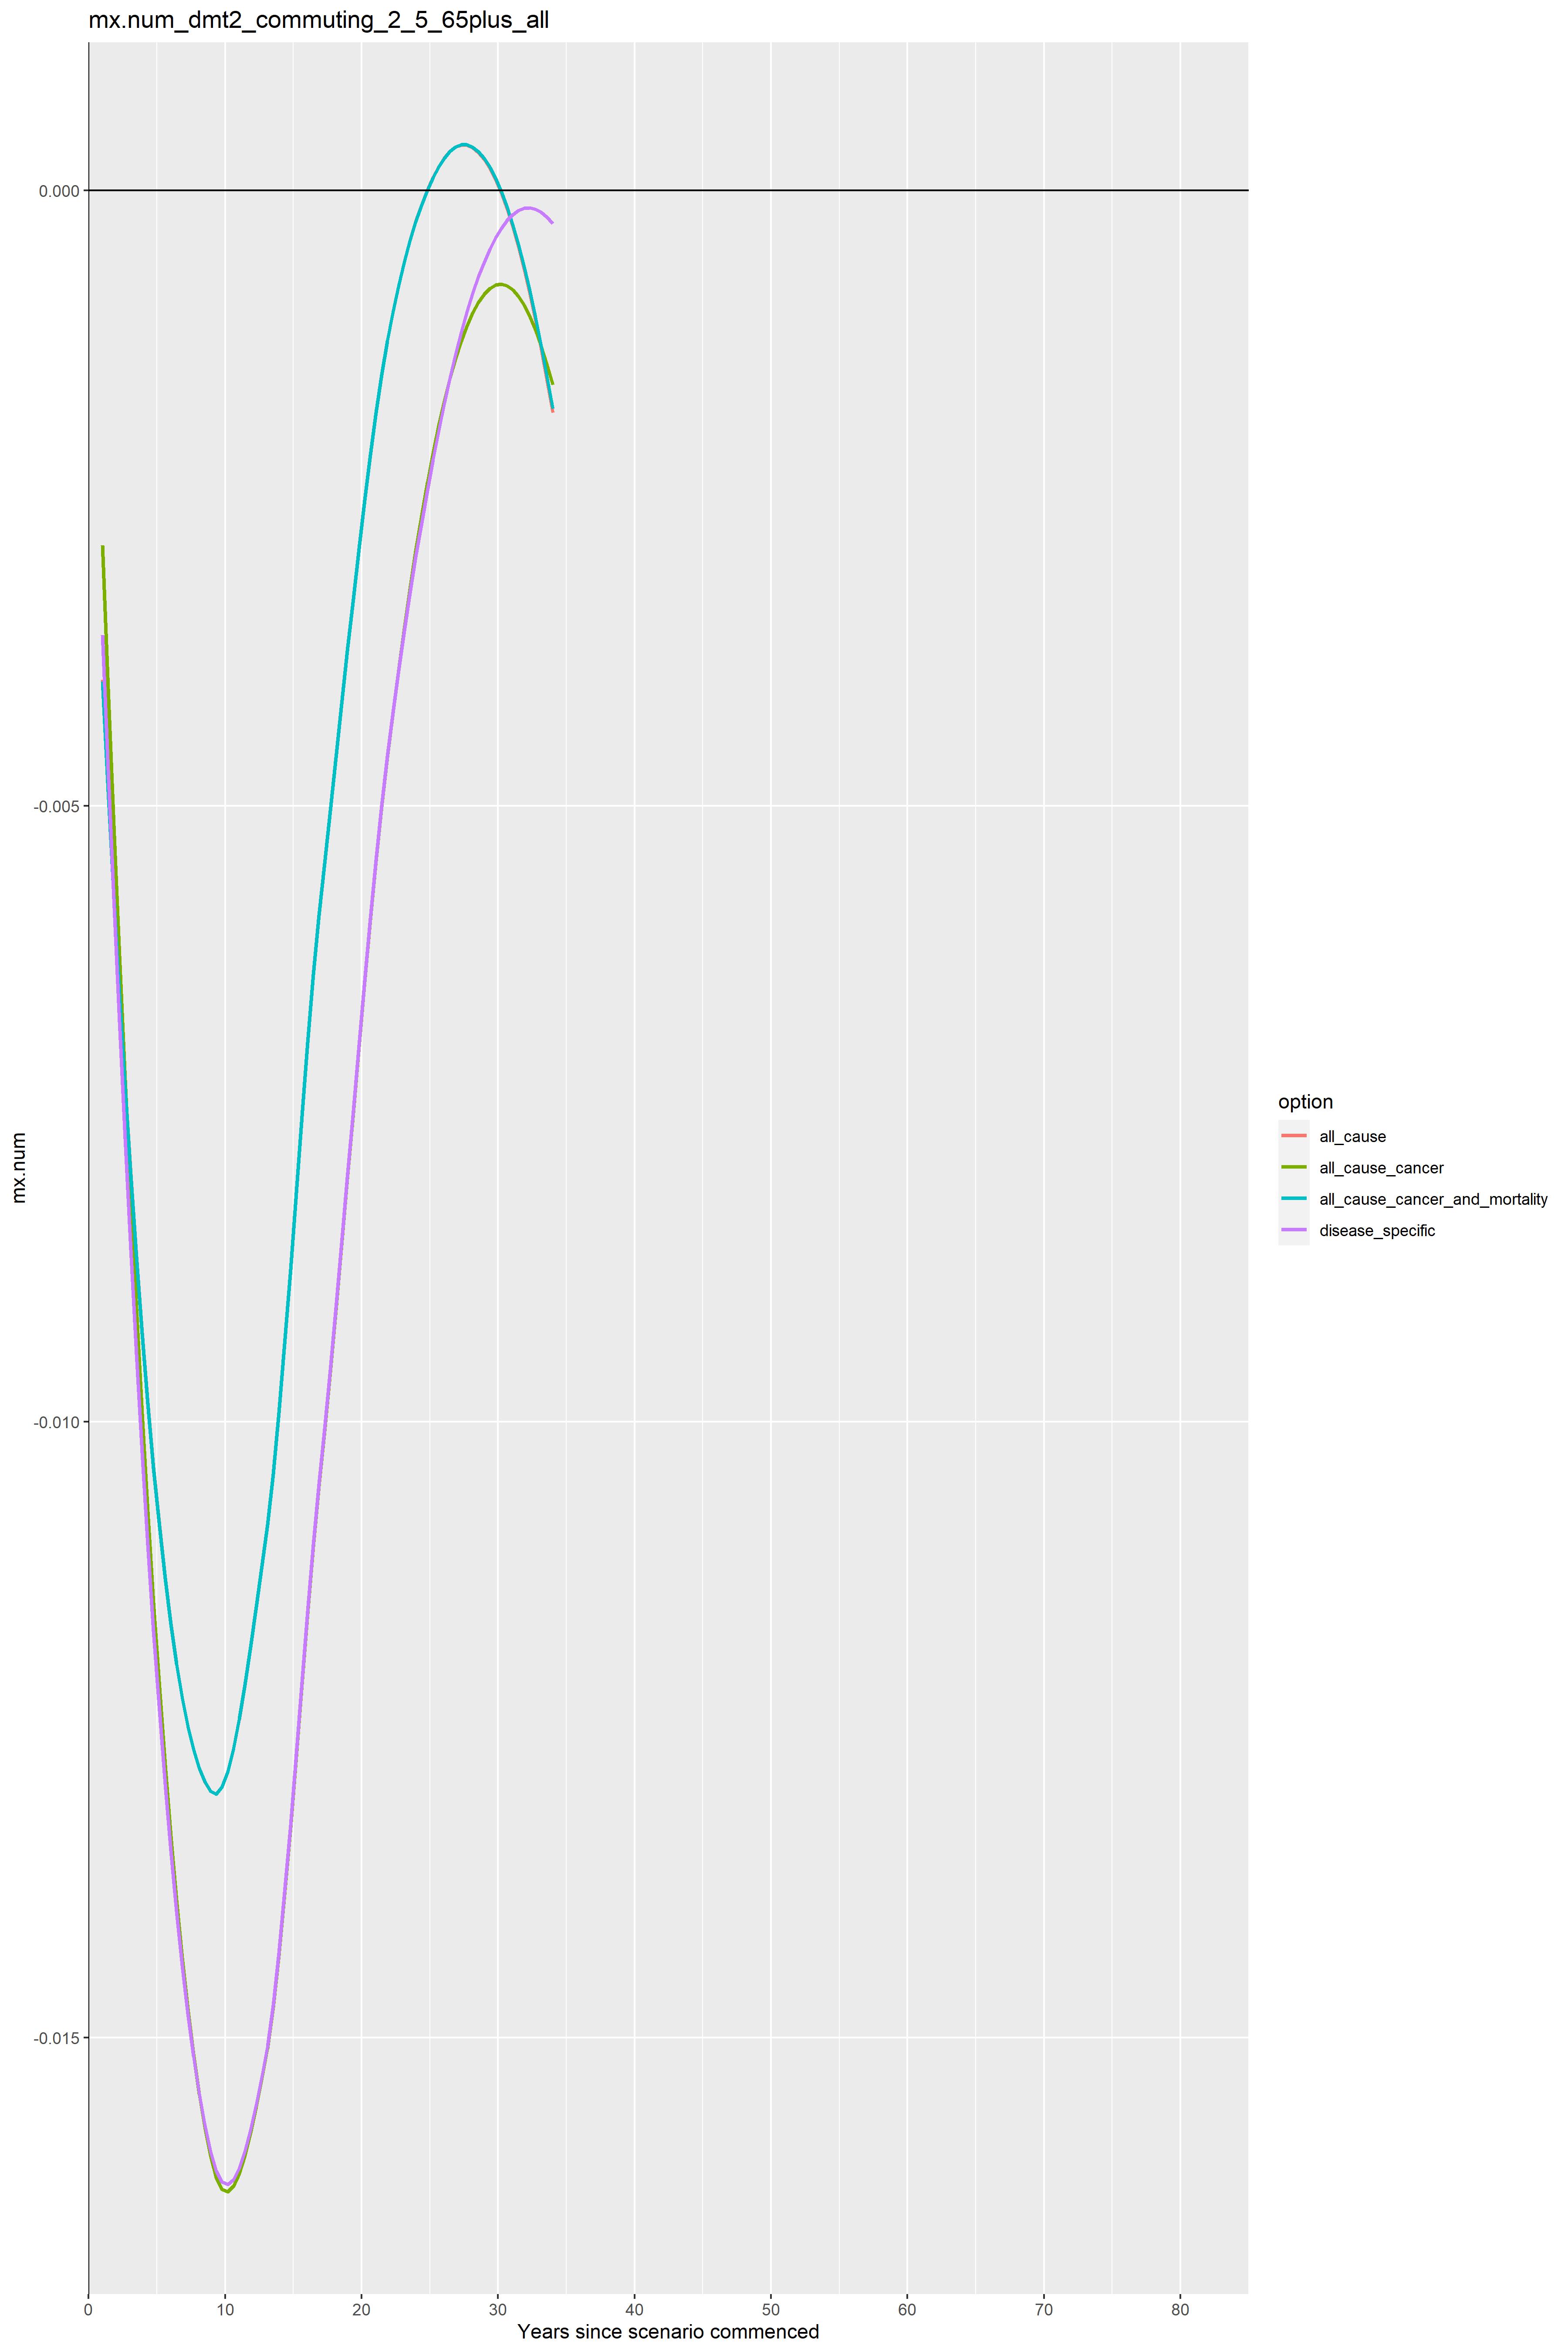 mx.num_dmt2_commuting_2_5_65plus_all
0.000
-0.005
-0.010
-0.015
mx.num
0 10 20 30 40 50 60 70 80
Years since scenario commenced
option
all_cause
all_cause_cancer
all_cause_cancer_and_mortality
disease_specific